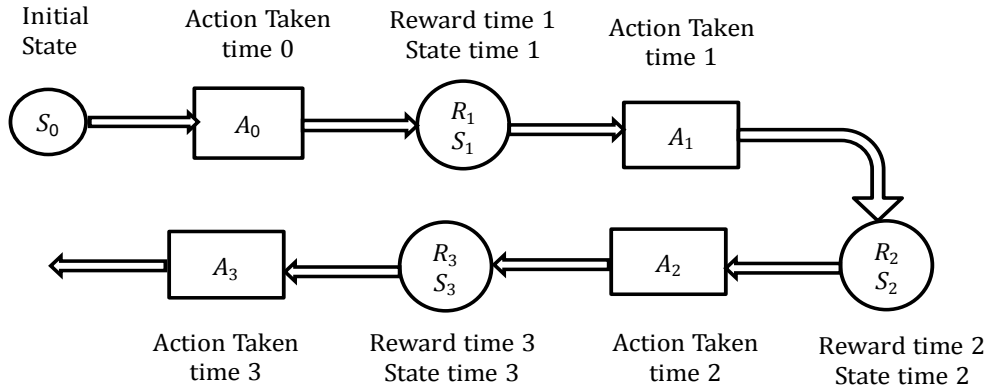 Initial
State
Action Taken
time 0
Reward time 1
State time 1
Action Taken
time 1
S₀
A₀
R₁
S₁
A₁
A₃
R₃
S₃
A₂
R₂
S₂
Action Taken
time 3
Reward time 3
State time 3
Action Taken
time 2
Reward time 2
State time 2